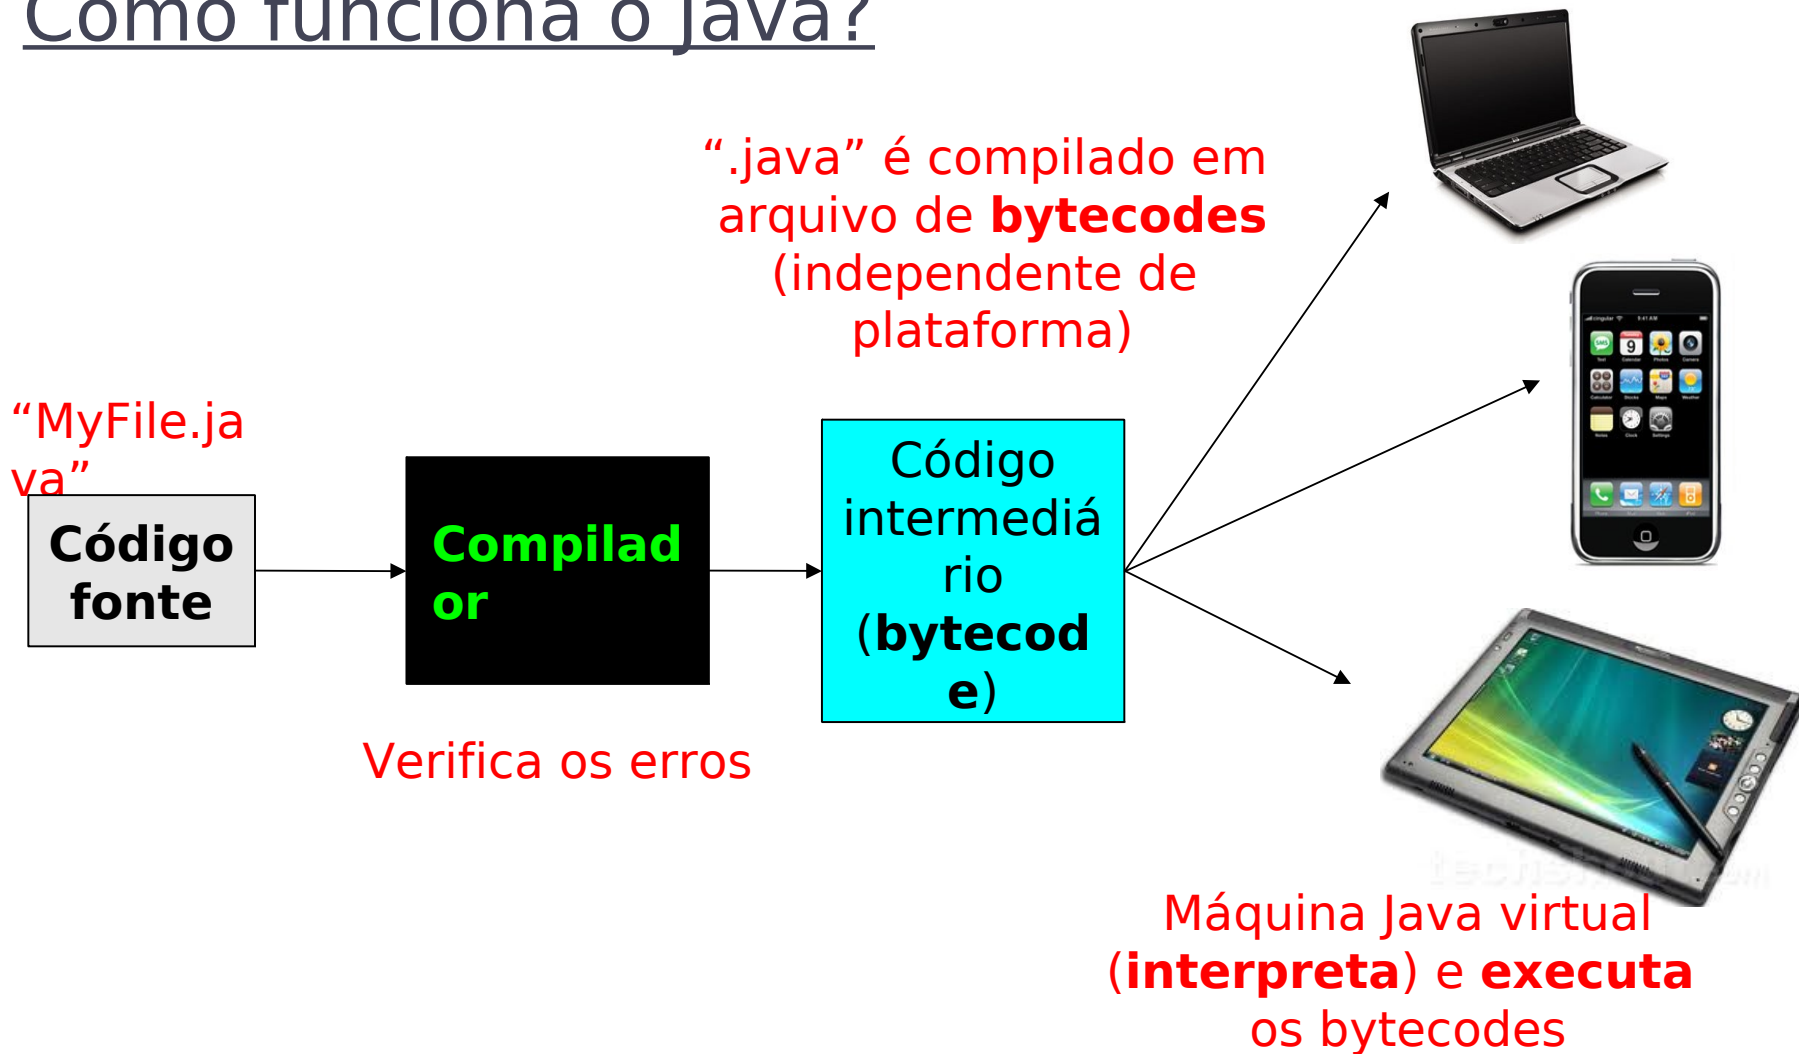 Como funciona o Java?
“.java” é compilado em
arquivo de bytecodes
(independente de
plataforma)
“MyFile.ja
va”
Código
fonte
Compilad
or
Código
intermediá
rio
(bytecod
e)
Verifica os erros
Máquina Java virtual
(interpreta) e executa
os bytecodes